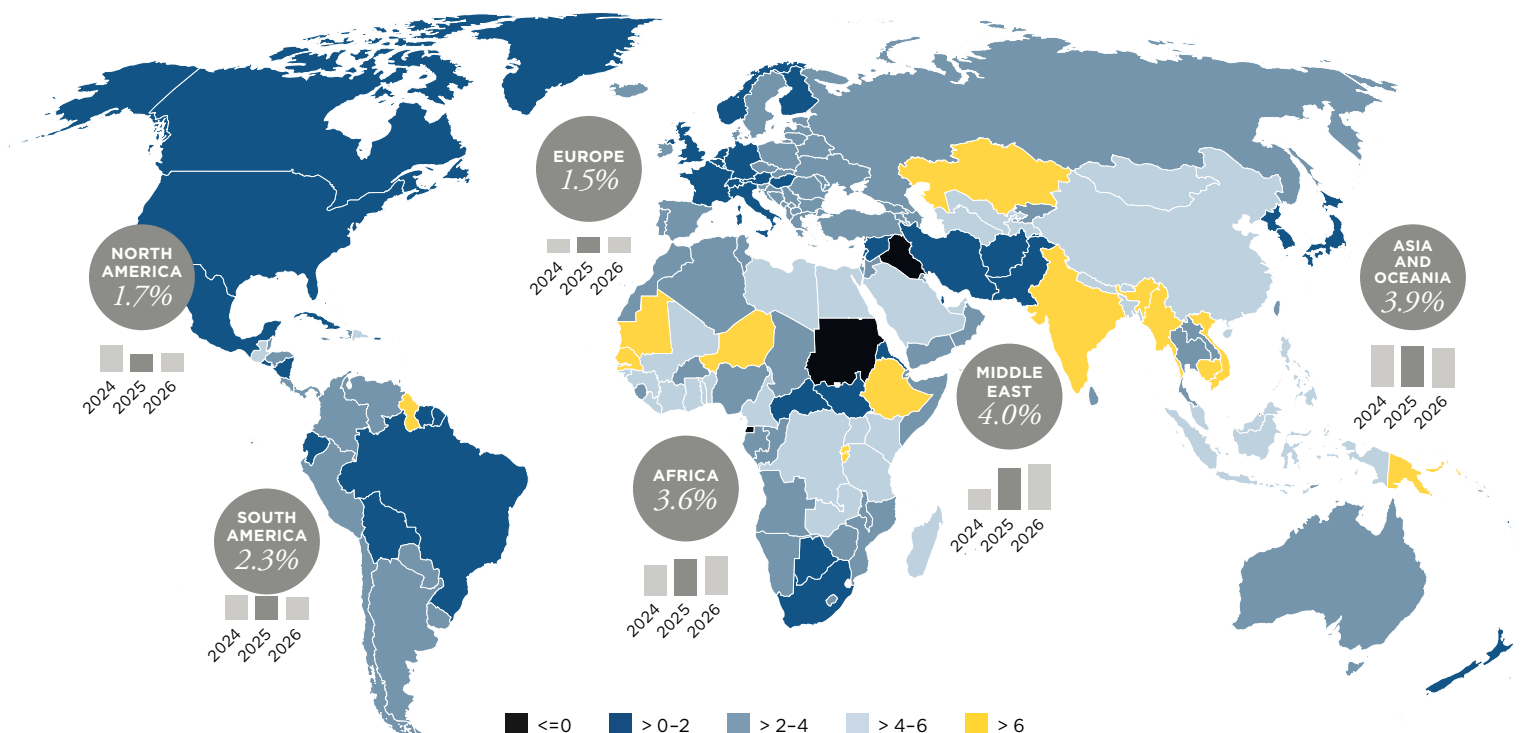 EUROPE
1.5%
2024 2025 2026
NORTH
AMERICA
1.7%
2024 2025 2026
ASIA
AND
OCEANIA
3.9%
2024 2025 2026
MIDDLE
EAST
4.0%
2024 2025 2026
AFRICA
3.6%
2024 2025 2026
SOUTH
AMERICA
2.3%
2024 2025 2026
<=0 > 0–2 > 2–4 > 4–6 > 6